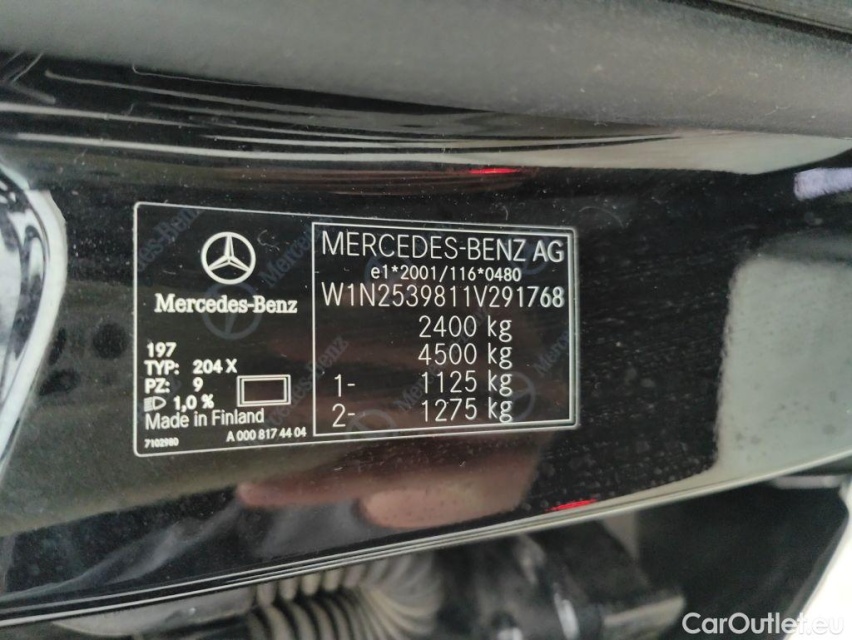 MERCEDES-BENZ AG
e1*2001/116*0480
W1N2539811V291768
2400 kg
4500 kg
1- 1125 kg
2- 1275 kg
Mercedes-Benz
197
TYP: 204 X
PZ: 9
1,0 %
Made in Finland
7102980 A 000 817 44 04
CarOutlet.eu